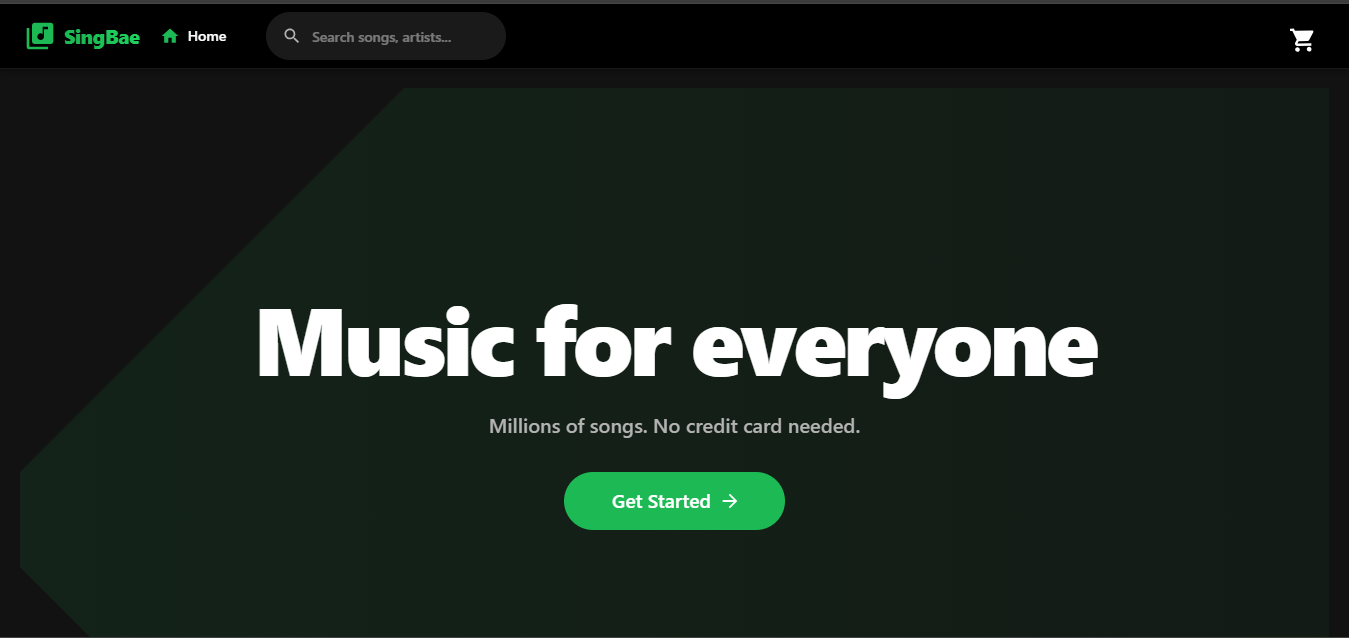 SingBae
Home
Search songs, artists...
Music for everyone
Millions of songs. No credit card needed.
Get Started